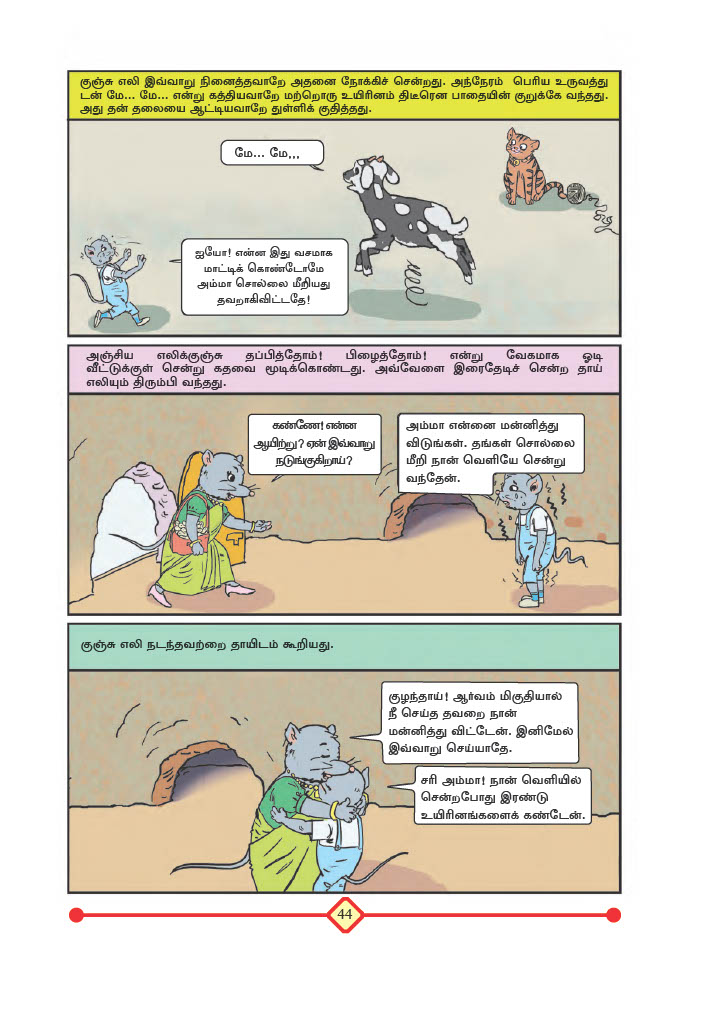 குஞ்சு எலி இவ்வாறு நினைத்தவாறே அதனை நோக்கிச் சென்றது. அந்நேரம் பெரிய உருவத்து
டன் மே... மே... என்று கத்தியவாறே மற்றொரு உயிரினம் திடீரென பாதையின் குறுக்கே வந்தது.
அது தன் தலையை ஆட்டியவாறே துள்ளிக் குதித்தது.
மே... மே,,,
ஐயோ! என்ன இது வசமாக
மாட்டிக் கொண்டோமே
அம்மா சொல்லை மீறியது
தவறாகிவிட்டதே!
அஞ்சிய எலிக்குஞ்சு தப்பித்தோம்! பிழைத்தோம்! என்று வேகமாக ஓடி
வீட்டுக்குள் சென்று கதவை மூடிக்கொண்டது. அவ்வேளை இரைதேடிச் சென்ற தாய்
எலியும் திரும்பி வந்தது.
கண்ணே! என்ன
ஆயிற்று? ஏன் இவ்வாறு
நடுங்குகிறாய்?
அம்மா என்னை மன்னித்து
விடுங்கள். தங்கள் சொல்லை
மீறி நான் வெளியே சென்று
வந்தேன்.
குஞ்சு எலி நடந்தவற்றை தாயிடம் கூறியது.
குழந்தாய்! ஆர்வம் மிகுதியால்
நீ செய்த தவறை நான்
மன்னித்து விட்டேன். இனிமேல்
இவ்வாறு செய்யாதே.
சரி அம்மா! நான் வெளியில்
சென்றபோது இரண்டு
உயிரினங்களைக் கண்டேன்.
44